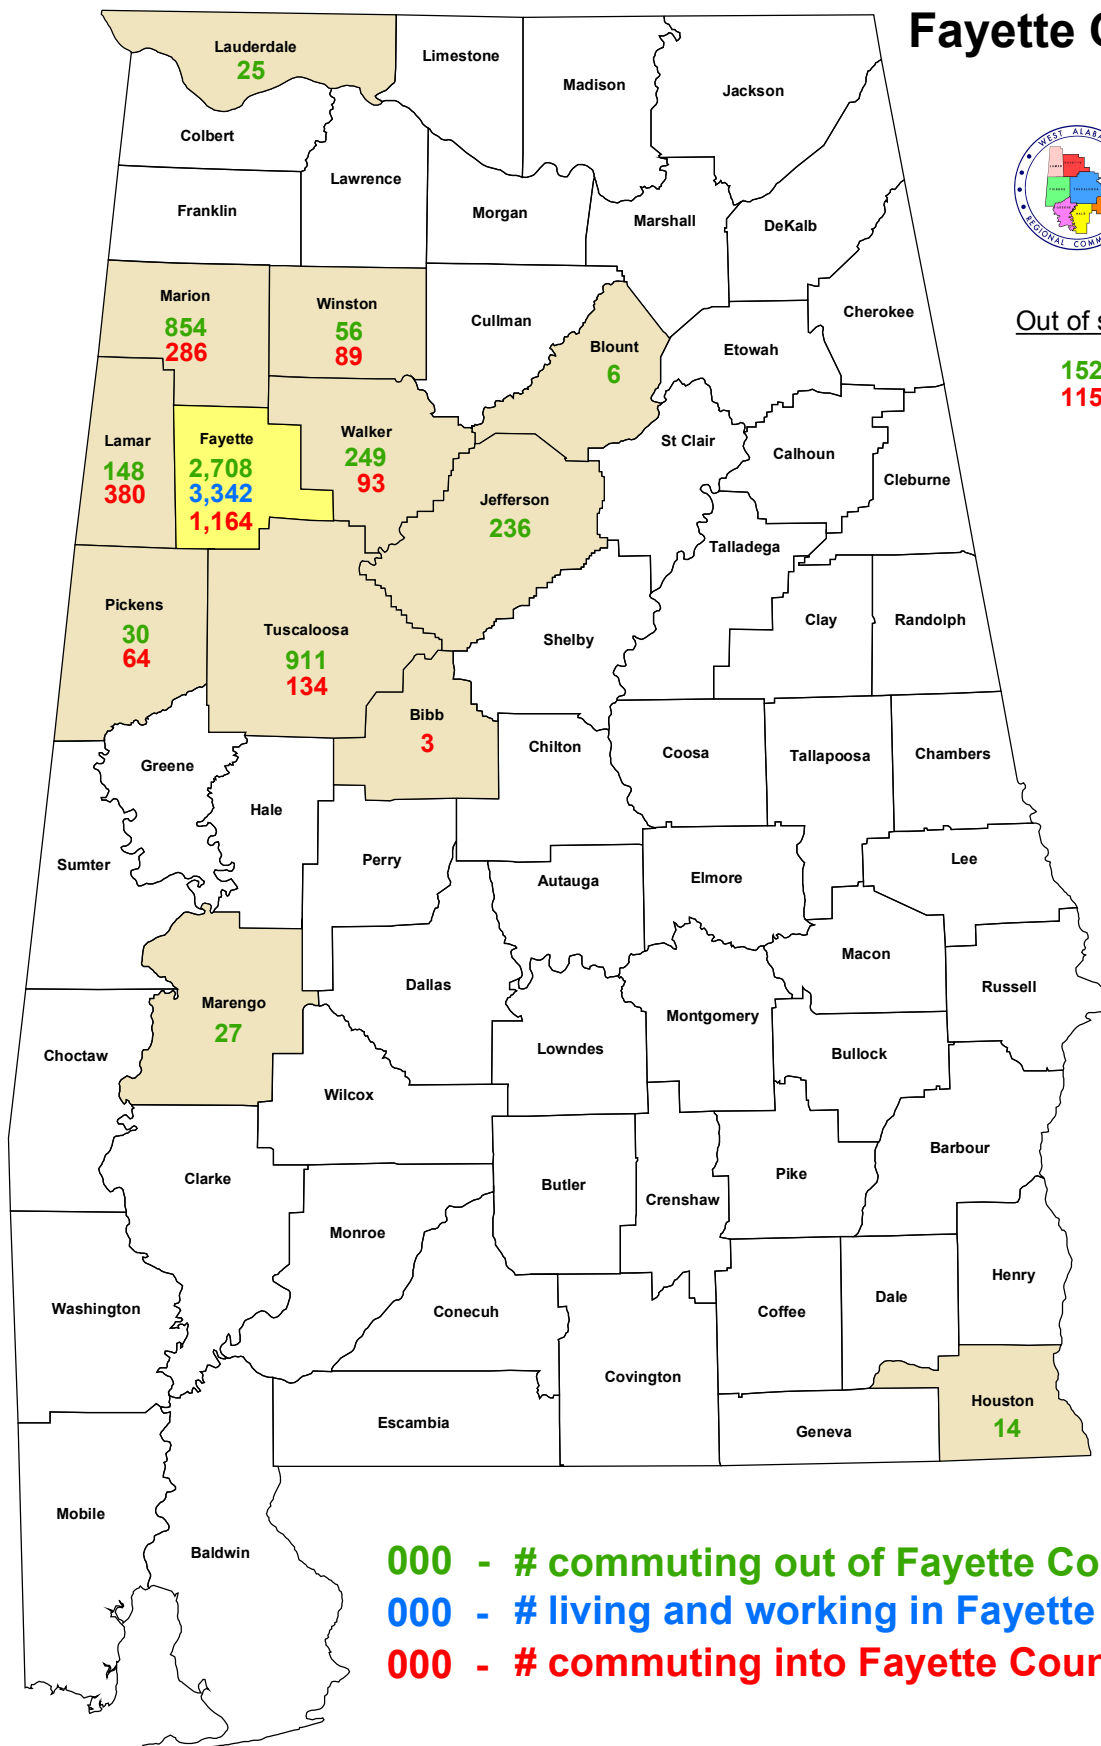 Fayette C
Lauderdale
25
Limestone
Madison
Jackson
Colbert
WEST ALABA
REGIONAL COMM
Lawrence
Franklin
Morgan
Marshall
DeKalb
Marion
854
286
Winston
56
89
Cullman
Blount
6
Etowah
Cherokee
Out of s
152
115
Lamar
148
380
Fayette
2,708
3,342
1,164
Walker
249
93
Jefferson
236
St Clair
Calhoun
Cleburne
Talladega
Pickens
30
64
Tuscaloosa
911
134
Shelby
Clay
Randolph
Bibb
3
Chilton
Coosa
Tallapoosa
Chambers
Greene
Hale
Sumter
Perry
Autauga
Elmore
Lee
Macon
Marengo
27
Dallas
Montgomery
Russell
Choctaw
Lowndes
Bullock
Wilcox
Clarke
Butler
Crenshaw
Pike
Barbour
Monroe
Washington
Conecuh
Coffee
Dale
Henry
Covington
Escambia
Geneva
Houston
14
Mobile
Baldwin
000 - # commuting out of Fayette Co
000 - # living and working in Fayette
000 - # commuting into Fayette Coun